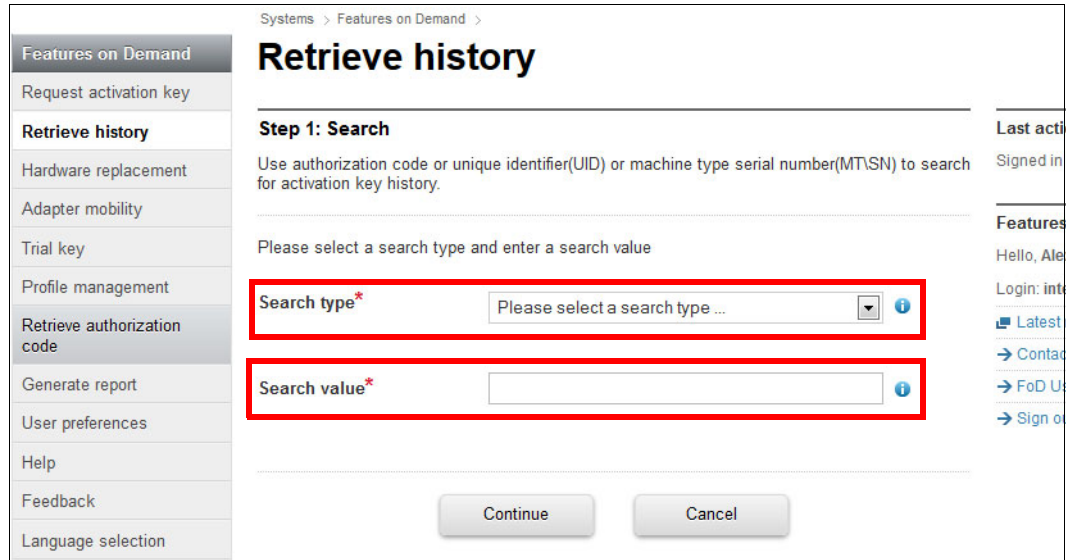 Systems > Features on Demand >
Retrieve history
Features on Demand
Request activation key
Retrieve history
Hardware replacement
Adapter mobility
Trial key
Profile management
Retrieve authorization
code
Generate report
User preferences
Help
Feedback
Language selection
Step 1: Search
Use authorization code or unique identifier(UID) or machine type serial number(MT\SN) to search
for activation key history.
Please select a search type and enter a search value
Search type*
Please select a search type ...
Search value*
Continue
Cancel
Last acti
Signed in
Features
Hello, Ale
Login: inte
Latest
Contac
FoD Us
Sign ou